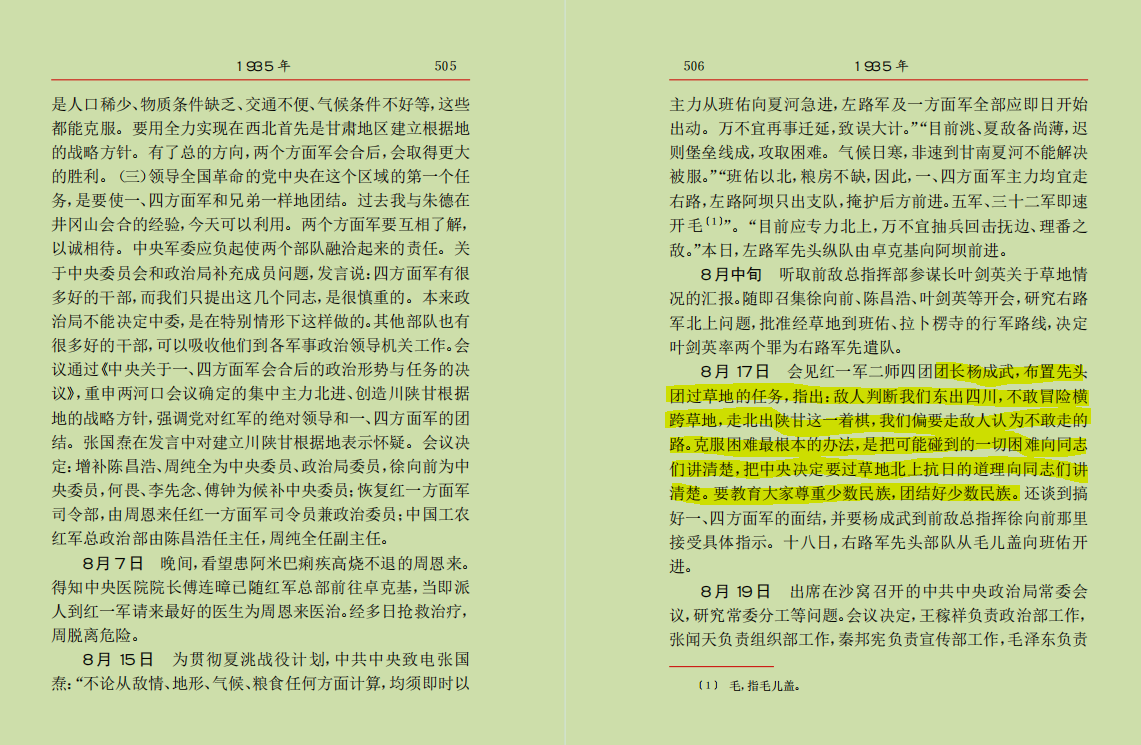 1935年 505
是人口稀少、物质条件缺乏、交通不便、气候条件不好等,这些
都能克服。要用全力实现在西北首先是甘肃地区建立根据地
的战略方针。有了总的方向,两个方面军会合后,会取得更大
的胜利。(三)领导全国革命的党中央在这个区域的第一个任
务,是要使一、四方面军和兄弟一样地团结。过去我与朱德在
井冈山会合的经验,今天可以利用。两个方面军要互相了解,
以诚相待。中央军委应负起使两个部队融洽起来的责任。关
于中央委员会和政治局补充成员问题,发言说:四方面军有很
多好的干部,而我们只提出这几个同志,是很慎重的。本来政
治局不能决定中委,是在特别情形下这样做的。其他部队也有
很多好的干部,可以吸收他们到各军事政治领导机关工作。会
议通过《中央关于一、四方面军会合后的政治形势与任务的决
议》,重申两河口会议确定的集中主力北进、创造川陕甘根据
地的战略方针,强调党对红军的绝对领导和一、四方面军的团
结。张国焘在发言中对建立川陕甘根据地表示怀疑。会议决
定:增补陈昌浩、周纯全为中央委员、政治局委员,徐向前为中
央委员,何畏、李先念、傅钟为候补中央委员;恢复红一方面军
司令部,由周恩来任红一方面军司令员兼政治委员;中国工农
红军总政治部由陈昌浩任主任,周纯全任副主任。
8月7日 晚间,看望患阿米巴痢疾高烧不退的周恩来。
得知中央医院院长傅连暲已随红军总部前往卓克基,当即派
人到红一军请来最好的医生为周恩来医治。经多日抢救治疗,
周脱离危险。
8月15日 为贯彻夏洮战役计划,中共中央致电张国
焘:“不论从敌情、地形、气候、粮食任何方面计算,均须即时以
506 1935年
主力从班佑向夏河急进,左路军及一方面军全部应即日开始
出动。万不宜再事迁延,致误大计。”“目前洮、夏敌备尚薄,迟
则堡垒线成,攻取困难。气候日寒,非速到甘南夏河不能解决
被服。”“班佑以北,粮房不缺,因此,一、四方面军主力均宜走
右路,左路阿坝只出支队,掩护后方前进。五军、三十二军即速
开毛〔1〕”。“目前应专力北上,万不宜抽兵回击抚边、理番之
敌。”本日,左路军先头纵队由卓克基向阿坝前进。
8月中旬 听取前敌总指挥部参谋长叶剑英关于草地情
况的汇报。随即召集徐向前、陈昌浩、叶剑英等开会,研究右路
军北上问题,批准经草地到班佑、拉卜楞寺的行军路线,决定
叶剑英率两个罪为右路军先遣队。
8月17日 会见红一军二师四团团长杨成武,布置先头
团过草地的任务,指出:敌人判断我们东出四川,不敢冒险横
跨草地,走北出陕甘这一着棋,我们偏要走敌人认为不敢走的
路。克服困难最根本的办法,是把可能碰到的一切困难向同志
们讲清楚,把中央决定要过草地北上抗日的道理向同志们讲
清楚。要教育大家尊重少数民族,团结好少数民族。还谈到搞
好一、四方面军的面结,并要杨成武到前敌总指挥徐向前那里
接受具体指示。十八日,右路军先头部队从毛儿盖向班佑开
进。
8月19日 出席在沙窝召开的中共中央政治局常委会
议,研究常委分工等问题。会议决定,王稼祥负责政治部工作,
张闻天负责组织部工作,秦邦宪负责宣传部工作,毛泽东负责
〔1〕 毛,指毛儿盖。